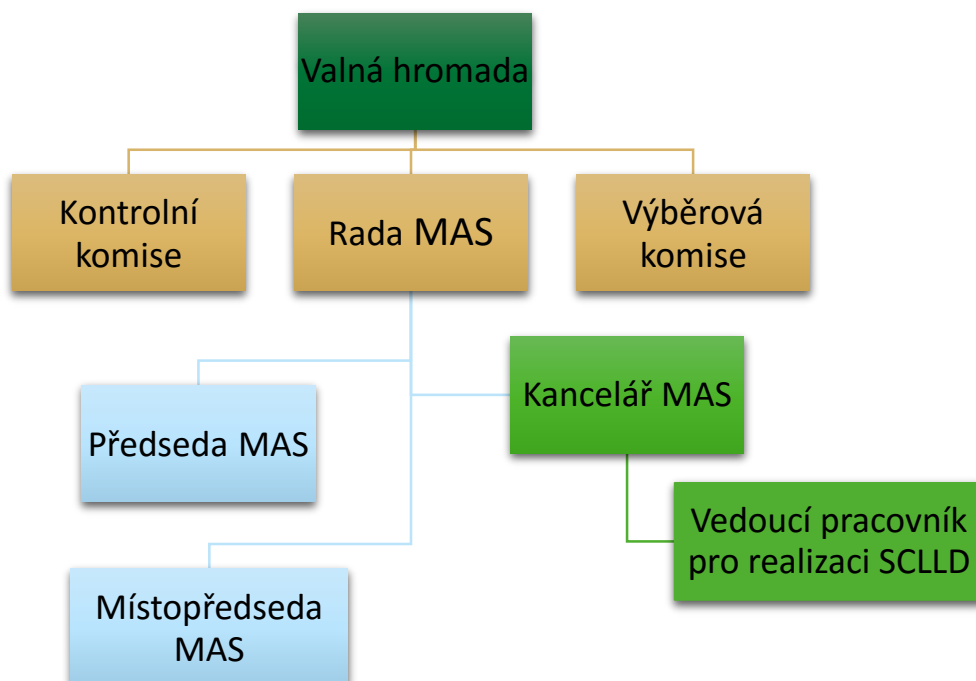 Valná hromada
Kontrolní
komise
Rada MAS
Výběrová
komise
Kancelář MAS
Předseda MAS
Vedoucí pracovník
pro realizaci SCLLD
Místopředseda
MAS